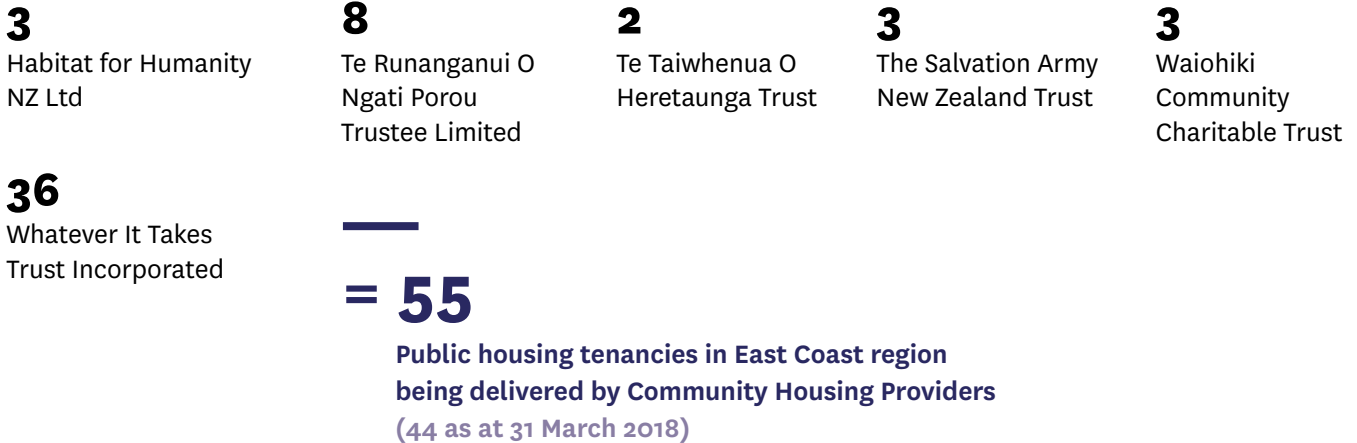 3
Habitat for Humanity
NZ Ltd
8
Te Runanganui O
Ngati Porou
Trustee Limited
2
Te Taiwhenua O
Heretaunga Trust
3
The Salvation Army
New Zealand Trust
3
Waiohiki
Community
Charitable Trust
36
Whatever It Takes
Trust Incorporated
= 55
Public housing tenancies in East Coast region
being delivered by Community Housing Providers
(44 as at 31 March 2018)